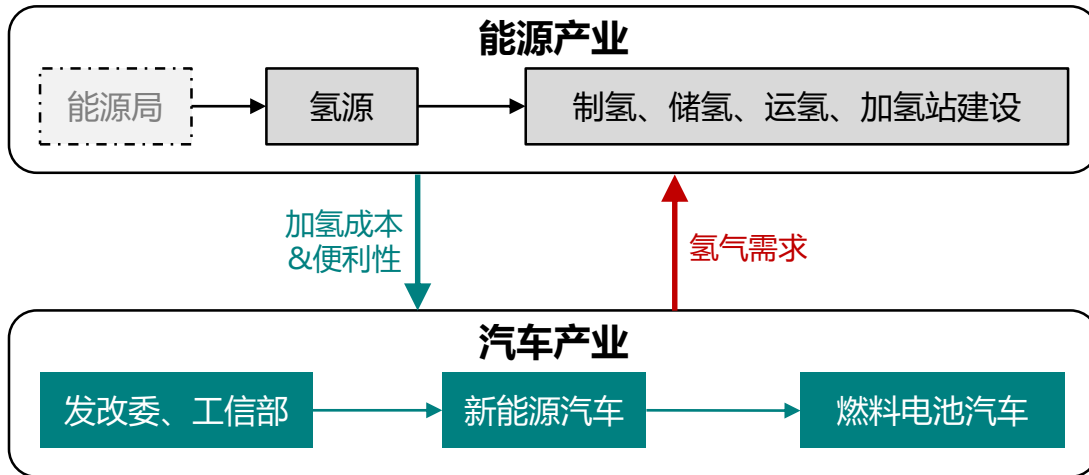 能源产业
能源局
氢源
制氢、储氢、运氢、加氢站建设
加氢成本
&便利性
氢气需求
汽车产业
发改委、工信部
新能源汽车
燃料电池汽车